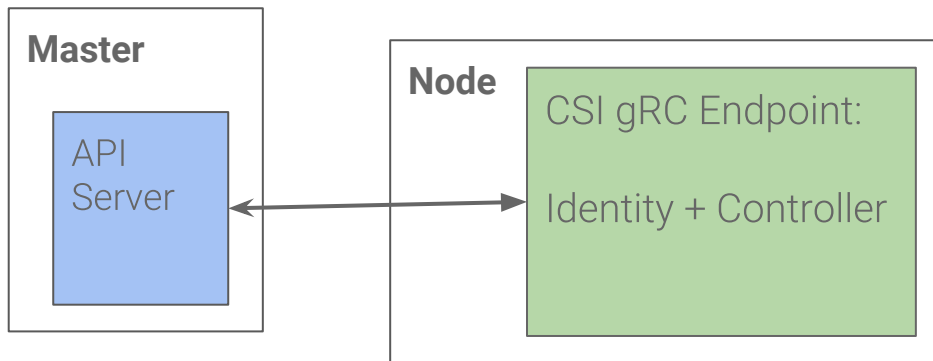 Master
API
Server
Node
CSI gRC Endpoint:
Identity + Controller